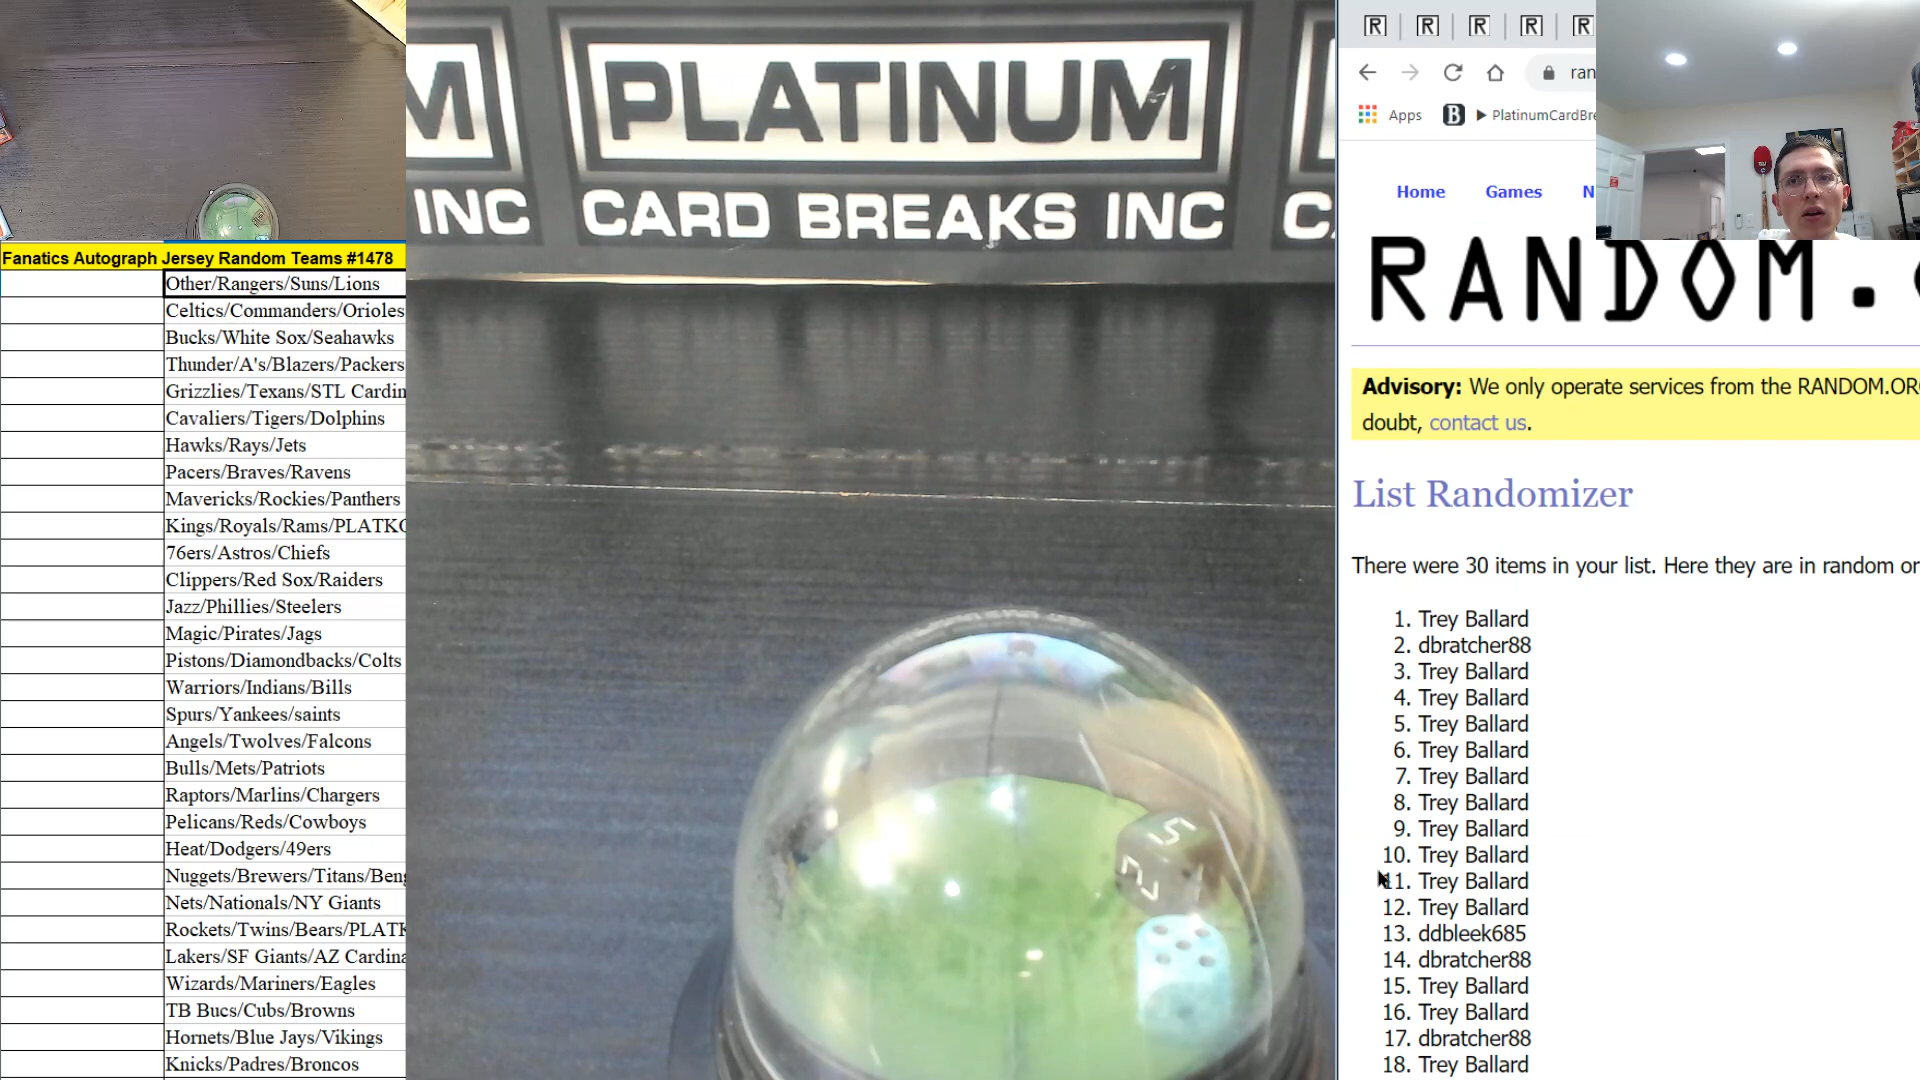 M
PLATINUM
INC
CARD BREAKS INC
Fanatics Autograph Jersey Random Teams #1478
Other/Rangers/Suns/Lions
Celtics/Commanders/Orioles
Bucks/White Sox/Seahawks
Thunder/A's/Blazers/Packers
Grizzlies/Texans/STL Cardin
Cavaliers/Tigers/Dolphins
Hawks/Rays/Jets
Pacers/Braves/Ravens
Mavericks/Rockies/Panthers
Kings/Royals/Rams/PLATKC
76ers/Astros/Chiefs
Clippers/Red Sox/Raiders
Jazz/Phillies/Steelers
Magic/Pirates/Jags
Pistons/Diamondbacks/Colts
Warriors/Indians/Bills
Spurs/Yankees/saints
Angels/Twolves/Falcons
Bulls/Mets/Patriots
Raptors/Marlins/Chargers
Pelicans/Reds/Cowboys
Heat/Dodgers/49ers
Nuggets/Brewers/Titans/Beng
Nets/Nationals/NY Giants
Rockets/Twins/Bears/PLATK
Lakers/SF Giants/AZ Cardina
Wizards/Mariners/Eagles
TB Bucs/Cubs/Browns
Hornets/Blue Jays/Vikings
Knicks/Padres/Broncos
5
2
1
R R R R R
ran
Apps B PlatinumCardBre
Home Games N
RANDOM.
Advisory: We only operate services from the RANDOM.OR
doubt, contact us.
List Randomizer
There were 30 items in your list. Here they are in random or
1. Trey Ballard
2. dbratcher88
3. Trey Ballard
4. Trey Ballard
5. Trey Ballard
6. Trey Ballard
7. Trey Ballard
8. Trey Ballard
9. Trey Ballard
10. Trey Ballard
11. Trey Ballard
12. Trey Ballard
13. ddbleek685
14. dbratcher88
15. Trey Ballard
16. Trey Ballard
17. dbratcher88
18. Trey Ballard